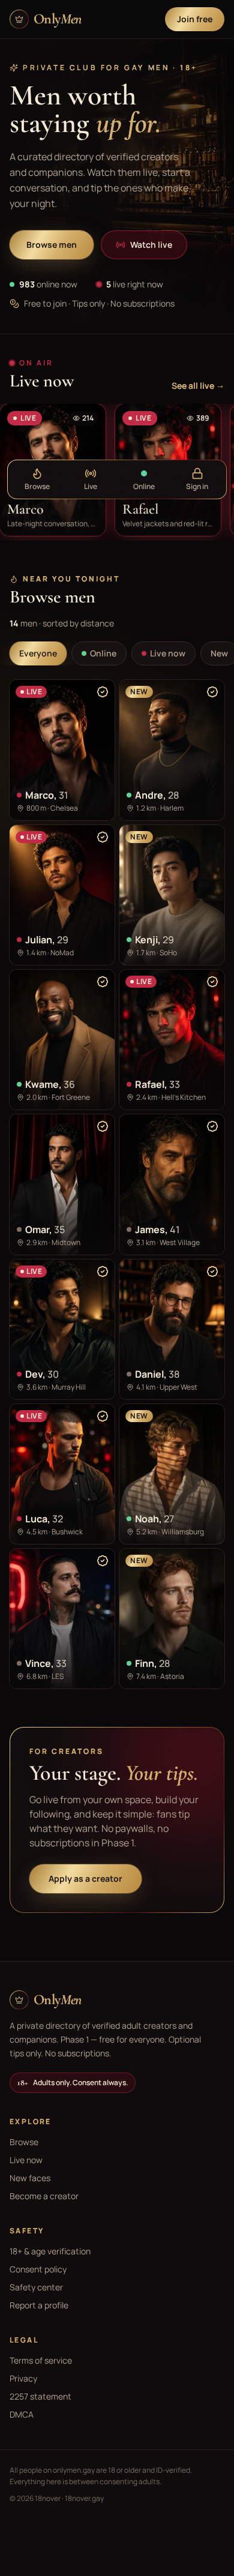 OnlyMen
Join free
PRIVATE CLUB FOR GAY MEN · 18+
Men worth
staying up for.
A curated directory of verified creators
and companions. Watch them live, start a
conversation, and tip the ones who make
your night.
Browse men
Watch live
983 online now
5 live right now
Free to join · Tips only · No subscriptions
ON AIR
Live now
See all live →
LIVE
214
LIVE
389
Browse
Live
Online
Sign in
Marco
Late-night conversation, ...
Rafael
Velvet jackets and red-lit r...
NEAR YOU TONIGHT
Browse men
14 men · sorted by distance
Everyone
Online
Live now
New
LIVE
Marco, 31
800 m · Chelsea
NEW
Andre, 28
1.2 km · Harlem
LIVE
Julian, 29
1.4 km · NoMad
NEW
Kenji, 29
1.7 km · SoHo
Kwame, 36
2.0 km · Fort Greene
LIVE
Rafael, 33
2.4 km · Hell's Kitchen
Omar, 35
2.9 km · Midtown
James, 41
3.1 km · West Village
LIVE
Dev, 30
3.6 km · Murray Hill
Daniel, 38
4.1 km · Upper West
LIVE
Luca, 32
4.5 km · Bushwick
NEW
Noah, 27
5.2 km · Williamsburg
Vince, 33
6.8 km · LES
NEW
Finn, 28
7.4 km · Astoria
FOR CREATORS
Your stage. Your tips.
Go live from your own space, build your
following, and keep it simple: fans tip
what they want. No paywalls, no
subscriptions in Phase 1.
Apply as a creator
OnlyMen
A private directory of verified adult creators and
companions. Phase 1 — free for everyone. Optional
tips only. No subscriptions.
18+ Adults only. Consent always.
EXPLORE
Browse
Live now
New faces
Become a creator
SAFETY
18+ & age verification
Consent policy
Safety center
Report a profile
LEGAL
Terms of service
Privacy
2257 statement
DMCA
All people on onlymen.gay are 18 or older and ID-verified.
Everything here is between consenting adults.
© 2026 18nover · 18nover.gay